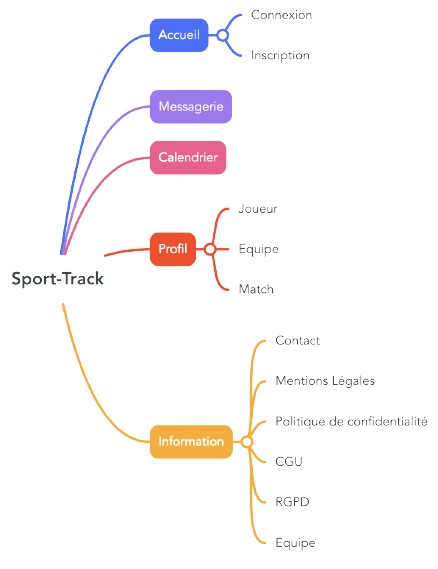 Connexion
Accueil
Inscription
Messagerie
Calendrier
Joueur
Profil
Equipe
Match
Sport-Track
Contact
Mentions Légales
Politique de confidentialité
Information
CGU
RGPD
Equipe